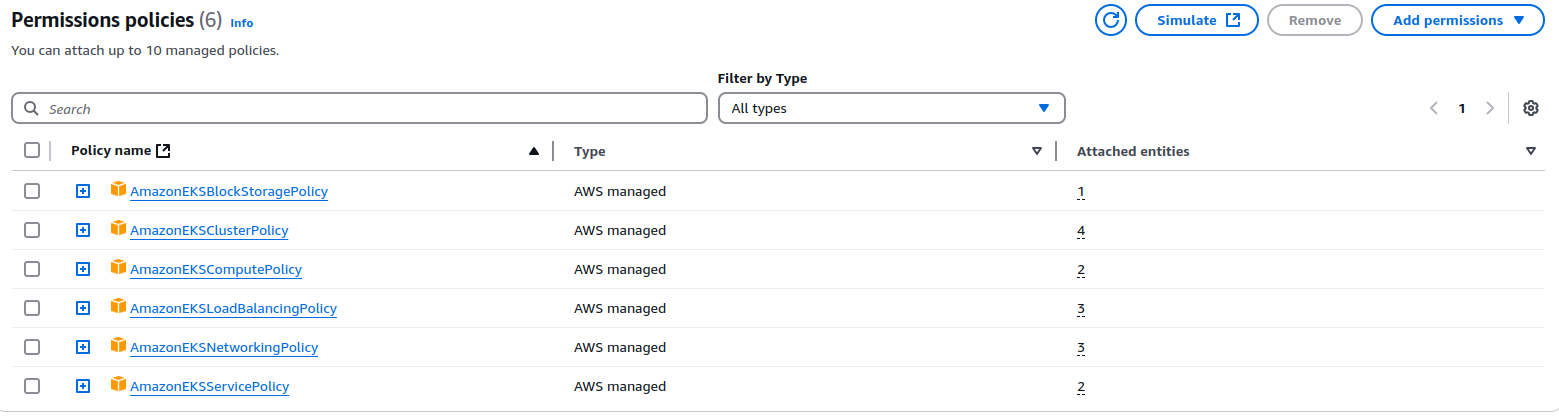 Permissions policies (6) Info
Simulate
Remove
Add permissions
You can attach up to 10 managed policies.
Filter by Type
Search
All types
1
Policy name
Type
Attached entities
AmazonEKSBlockStoragePolicy AWS managed 1
AmazonEKSClusterPolicy AWS managed 4
AmazonEKSComputePolicy AWS managed 2
AmazonEKSLoadBalancingPolicy AWS managed 3
AmazonEKSNetworkingPolicy AWS managed 3
AmazonEKSServicePolicy AWS managed 2